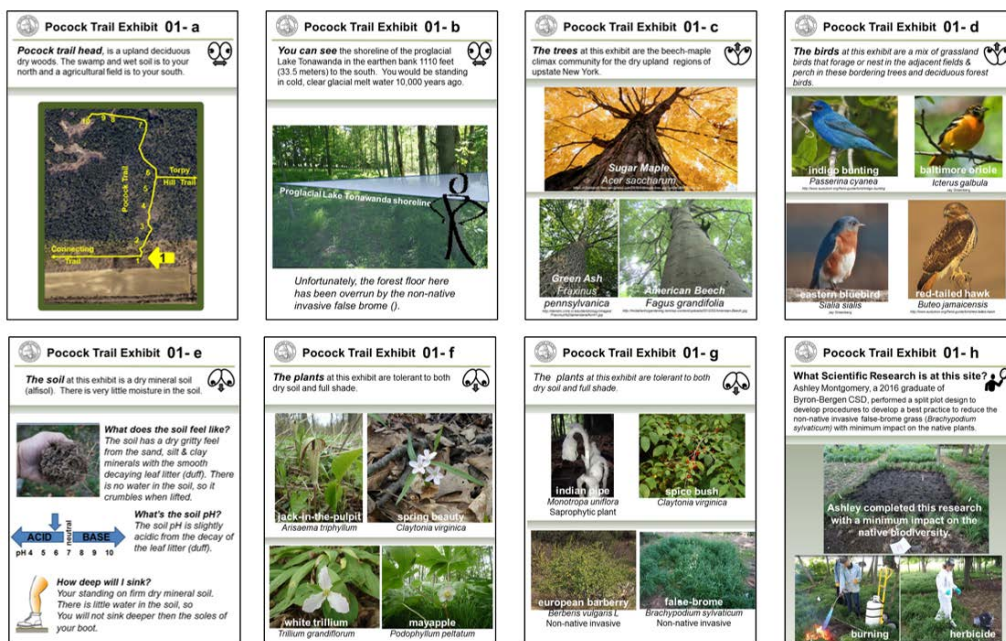 Pocock Trail Exhibit 01- a
Pocock trail head, is a upland deciduous
dry woods. The swamp and wet soil is to your
north and a agricultural field is to your south.
Torpy
Hill Trail
Connecting
Trail
1
Pocock Trail Exhibit 01- b
You can see the shoreline of the proglacial
Lake Tonawanda in the earthen bank 1110 feet
(33.5 meters) to the south. You would be standing
in cold, clear glacial melt water 10,000 years ago.
Proglacial Lake Tonawanda shoreline
Unfortunately, the forest floor here
has been overrun by the non-native
invasive false brome ().
Pocock Trail Exhibit 01- c
The trees at this exhibit are the beech-maple
climax community for the dry upland regions of
upstate New York.
Sugar Maple
Acer saccharum
Green Ash
Fraxinus
pennsylvanica
American Beech
Fagus grandifolia
Pocock Trail Exhibit 01- d
The birds at this exhibit are a mix of grassland
birds that forage or nest in the adjacent fields &
perch in these bordering trees and deciduous forest
birds.
indigo bunting
Passerina cyanea
baltimore oriole
Icterus galbula
eastern bluebird
Sialia sialis
red-tailed hawk
Buteo jamaicensis
Pocock Trail Exhibit 01- e
The soil at this exhibit is a dry mineral soil
(alfisol). There is very little moisture in the soil.
What does the soil feel like?
The soil has a dry gritty feel
from the sand, silt & clay
minerals with the smooth
decaying leaf litter (duff). There
is no water in the soil, so it
crumbles when lifted.
What's the soil pH?
The soil pH is slightly
acidic from the decay of
the leaf litter (duff).
ACID neutral BASE
pH 4 5 6 7 8 9 10
How deep will I sink?
Your standing on firm dry mineral soil.
There is little water in the soil, so
You will not sink deeper then the soles of
your boot.
Pocock Trail Exhibit 01- f
The plants at this exhibit are tolerant to both
dry soil and full shade.
jack-in-the-pulpit
Arisaema triphyllum
spring beauty
Claytonia virginica
white trillium
Trillium grandiflorum
mayapple
Podophyllum peltatum
Pocock Trail Exhibit 01- g
The plants at this exhibit are tolerant to both
dry soil and full shade.
indian pipe
Monotropa uniflora
Saprophytic plant
spice bush
Claytonia virginica
european barberry
Berberis vulgaris L
Non-native invasive
false-brome
Brachypodium sylvaticum
Non-native invasive
Pocock Trail Exhibit 01- h
What Scientific Research is at this site?
Ashley Montgomery, a 2016 graduate of
Byron-Bergen CSD, performed a split plot design to
develop procedures to develop a best practice to reduce the
non-native invasive false-brome grass (Brachypodium
sylvaticum) with minimum impact on the native plants.
Ashley completed this research
with a minimum impact on the
native biodiversity.
burning
herbicide